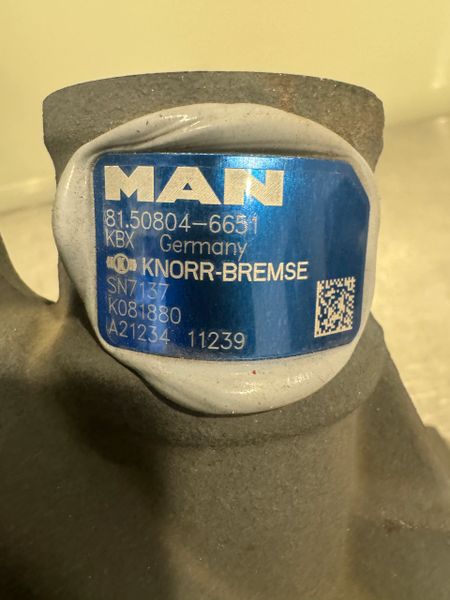 MAN
81.50804-6651
KBX Germany
KNORR-BREMSE
SN7137
K081880
A21234 11239